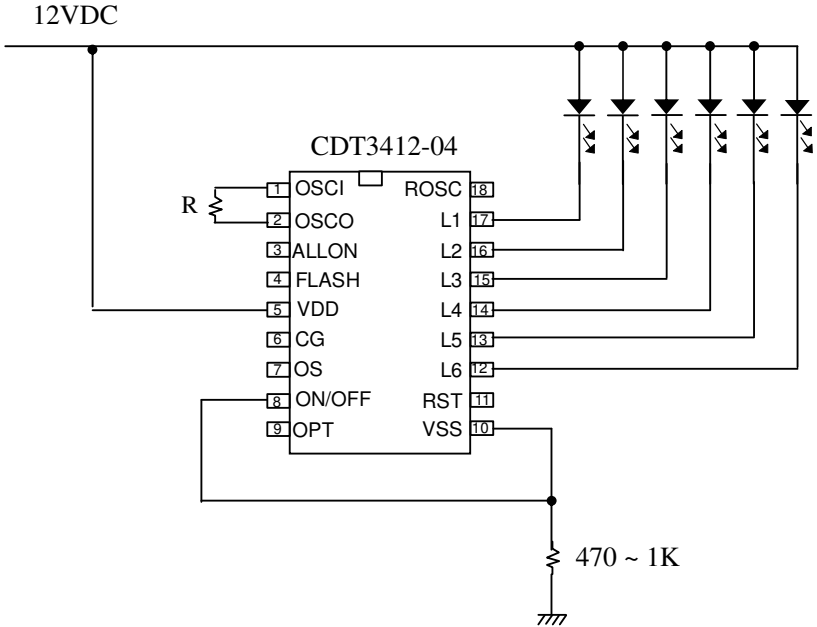 12VDC
CDT3412-04
R
1 OSCI
2 OSCO
3 ALLON
4 FLASH
5 VDD
6 CG
7 OS
8 ON/OFF
9 OPT
ROSC 18
L1 17
L2 16
L3 15
L4 14
L5 13
L6 12
RST 11
VSS 10
470 ~ 1K